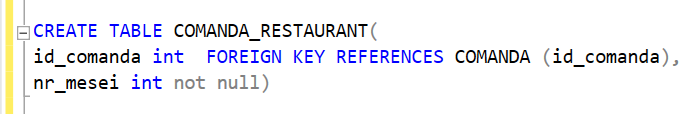 CREATE TABLE COMANDA_RESTAURANT(
id_comanda int  FOREIGN KEY REFERENCES COMANDA (id_comanda),
nr_mesei int not null)